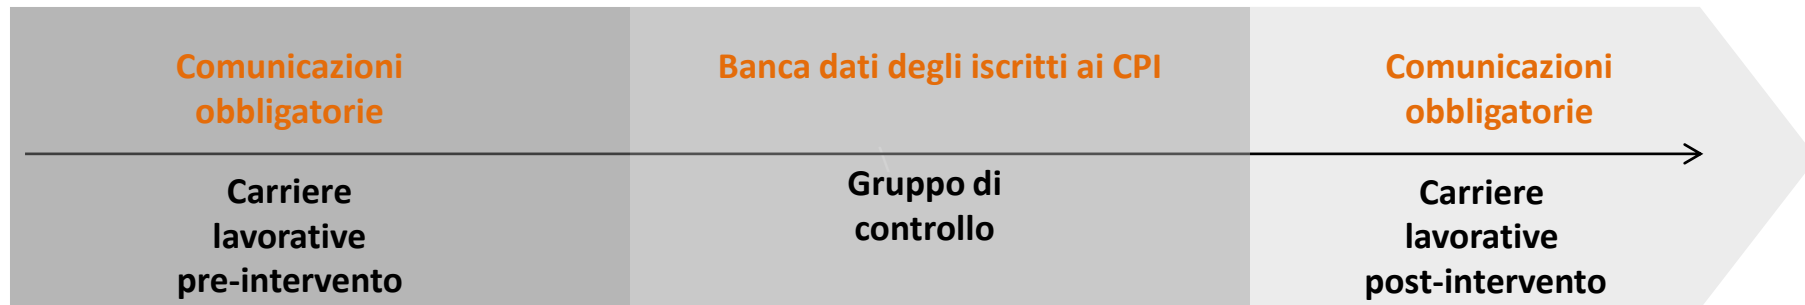 Comunicazioni
obbligatorie
Carriere
lavorative
pre-intervento
Banca dati degli iscritti ai CPI
Gruppo di
controllo
Comunicazioni
obbligatorie
Carriere
lavorative
post-intervento